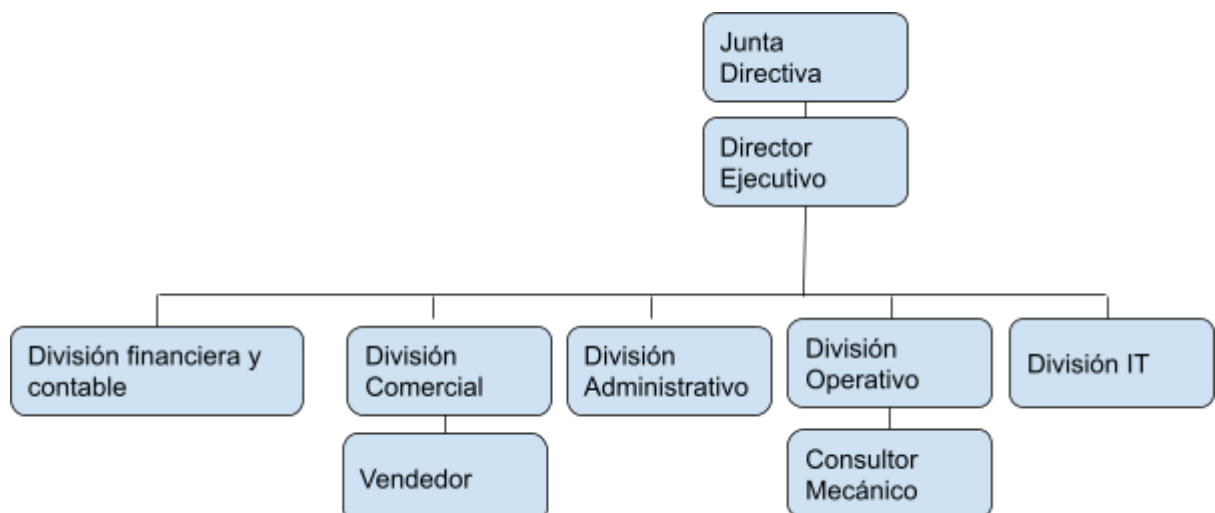 Junta
Directiva
Director
Ejecutivo
División financiera y
contable
División
Comercial
División
Administrativo
División
Operativo
División IT
Vendedor
Consultor
Mecánico